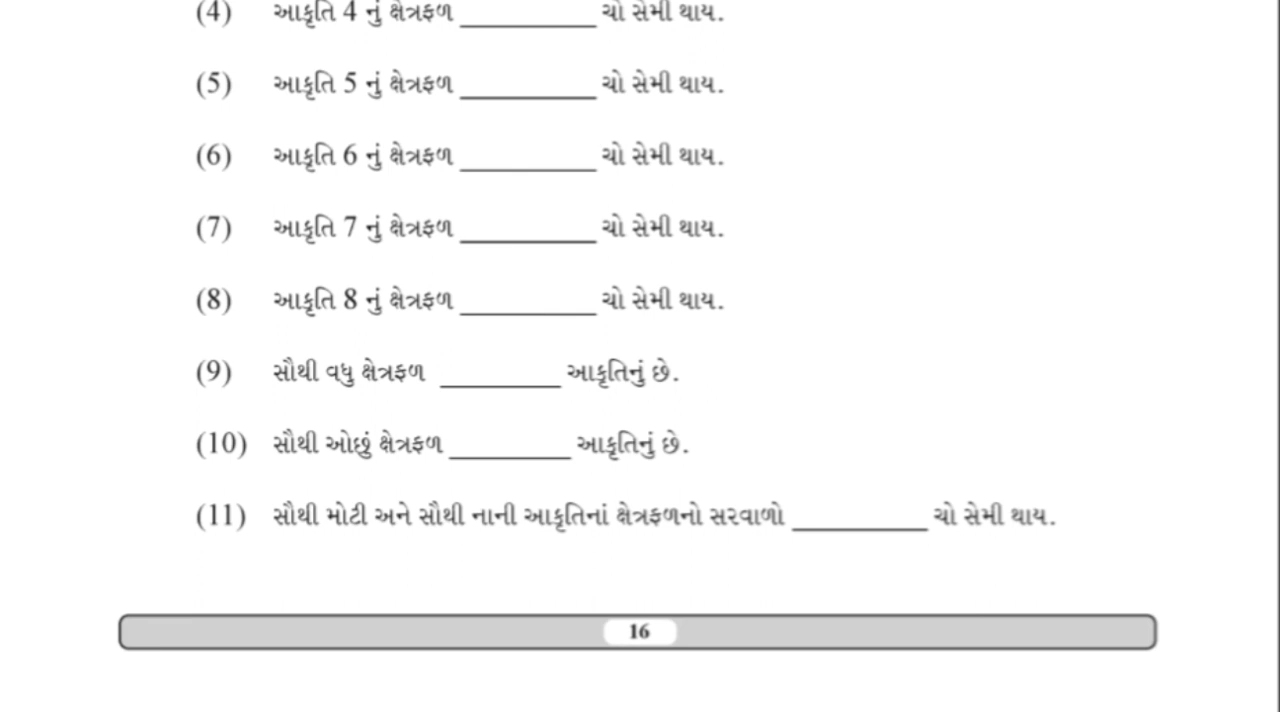 (4) આકૃતિ 4 નું ક્ષેત્રફળ __________ ચો સેમી થાય.
(5) આકૃતિ 5 નું ક્ષેત્રફળ __________ ચો સેમી થાય.
(6) આકૃતિ 6 નું ક્ષેત્રફળ __________ ચો સેમી થાય.
(7) આકૃતિ 7 નું ક્ષેત્રફળ __________ ચો સેમી થાય.
(8) આકૃતિ 8 નું ક્ષેત્રફળ __________ ચો સેમી થાય.
(9) સૌથી વધુ ક્ષેત્રફળ _________ આકૃતિનું છે.
(10) સૌથી ઓછું ક્ષેત્રફળ _________ આકૃતિનું છે.
(11) સૌથી મોટી અને સૌથી નાની આકૃતિનાં ક્ષેત્રફળનો સરવાળો __________ ચો સેમી થાય.
16